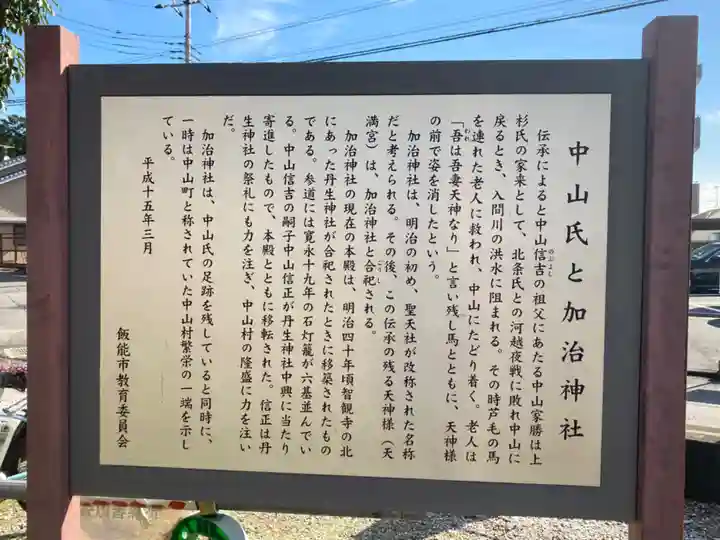 中山氏と加治神社
伝承によると中山信吉の祖父にあたる中山家勝は上
のぶよし
杉氏の家来として、北条氏との河越夜戦に敗れ中山に
戻るとき、入間川の洪水に阻まれる。その時芦毛の馬
を連れた老人に救われ、中山にたどり着く。老人は
「吾は吾妻天神なり」と言い残し馬とともに、天神様
われ
の前で姿を消したという。
加治神社は、明治の初め、聖天社が改称された名称
だと考えられる。その後、この伝承の残る天神様（天
満宮）は、加治神社と合祀される。
ごうし
加治神社の現在の本殿は、明治四十年頃智観寺の北
にあった丹生神社が合祀されたときに移築されたもの
である。参道には寛永十九年の石灯籠が六基並んでい
る。中山信吉の嗣子中山信正が丹生神社中興に当たり
寄進したもので、本殿とともに移転された。信正は丹
生神社の祭礼にも力を注ぎ、中山村の隆盛に力を注い
だ。
加治神社は、中山氏の足跡を残していると同時に、
一時は中山町と称されていた中山村繁栄の一端を示し
ている。
平成十五年三月
飯能市教育委員会